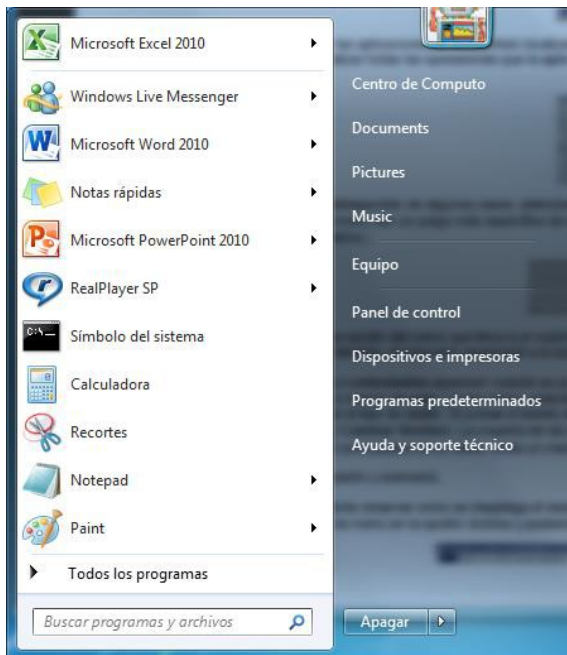 Microsoft Excel 2010
Windows Live Messenger
Microsoft Word 2010
Notas rápidas
Microsoft PowerPoint 2010
RealPlayer SP
Símbolo del sistema
Calculadora
Recortes
Notepad
Paint
Todos los programas
Buscar programas y archivos
Centro de Computo
Documents
Pictures
Music
Equipo
Panel de control
Dispositivos e impresoras
Programas predeterminados
Ayuda y soporte técnico
Apagar